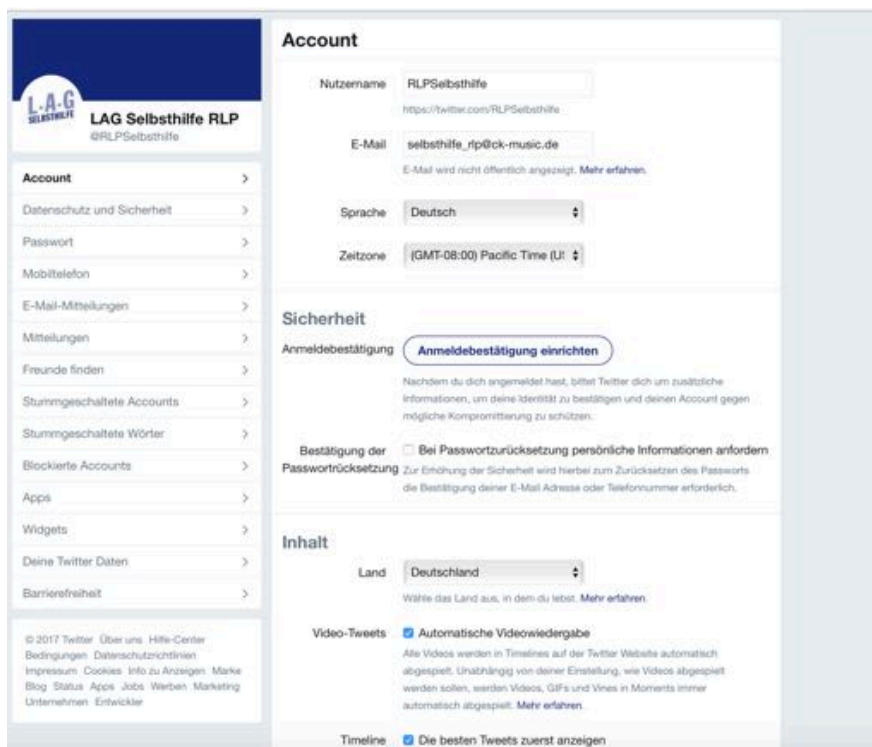 L·A·G
SELBSTHILFE
LAG Selbsthilfe RLP
@RLPSelbsthilfe
Account
Datenschutz und Sicherheit
Passwort
Mobiltelefon
E-Mail-Mitteilungen
Mitteilungen
Freunde finden
Stummgeschaltete Accounts
Stummgeschaltete Wörter
Blockierte Accounts
Apps
Widgets
Deine Twitter Daten
Barrierefreiheit
© 2017 Twitter Über uns Hilfe-Center
Bedingungen Datenschutzrichtlinien
Impressum Cookies Info zu Anzeigen Marke
Blog Status Apps Jobs Werben Marketing
Unternehmen Entwickler
Account
Nutzername RLPSelbsthilfe
https://twitter.com/RLPSelbsthilfe
E-Mail selbsthilfe_rlp@ck-music.de
E-Mail wird nicht öffentlich angezeigt. Mehr erfahren.
Sprache Deutsch
Zeitzone (GMT-08:00) Pacific Time (US
Sicherheit
Anmeldebestätigung Anmeldebestätigung einrichten
Nachdem du dich angemeldet hast, bittet Twitter dich um zusätzliche
Informationen, um deine Identität zu bestätigen und deinen Account gegen
mögliche Kompromittierung zu schützen.
Bestätigung der Bei Passwortzurücksetzung persönliche Informationen anfordern
Passwortrücksetzung Zur Erhöhung der Sicherheit wird hierbei zum Zurücksetzen des Passworts
die Bestätigung deiner E-Mail Adresse oder Telefonnummer erforderlich.
Inhalt
Land Deutschland
Wähle das Land aus, in dem du lebst. Mehr erfahren.
Video-Tweets Automatische Videowiedergabe
Alle Videos werden in Timelines auf der Twitter Website automatisch
abgespielt. Unabhängig von deiner Einstellung, wie Videos abgespielt
werden sollen, werden Videos, GIFs und Vines in Moments immer
automatisch abgespielt. Mehr erfahren.
Timeline Die besten Tweets zuerst anzeigen